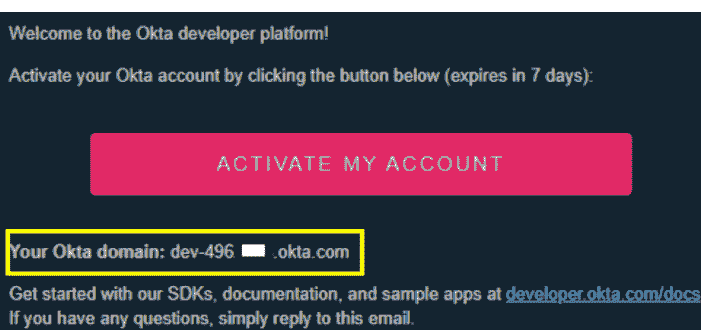 Welcome to the Okta developer platform!
Activate your Okta account by clicking the button below (expires in 7 days):
ACTIVATE MY ACCOUNT
Your Okta domain: dev-496 .okta.com
Get started with our SDKs, documentation, and sample apps at developer.okta.com/docs
If you have any questions, simply reply to this email.